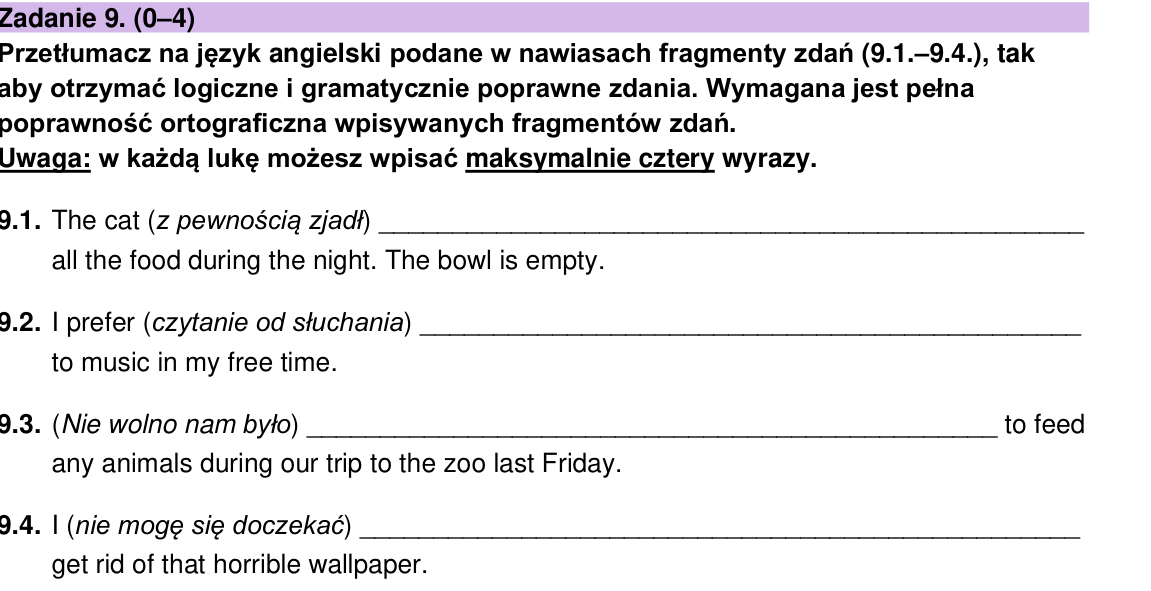 Zadanie 9. (0–4)
Przetłumacz na język angielski podane w nawiasach fragmenty zdań (9.1.–9.4.), tak
aby otrzymać logiczne i gramatycznie poprawne zdania. Wymagana jest pełna
poprawność ortograficzna wpisywanych fragmentów zdań.
Uwaga: w każdą lukę możesz wpisać maksymalnie cztery wyrazy.
9.1. The cat (z pewnością zjadł) ____________________
all the food during the night. The bowl is empty.
9.2. I prefer (czytanie od słuchania) ____________________
to music in my free time.
9.3. (Nie wolno nam było) ____________________ to feed
any animals during our trip to the zoo last Friday.
9.4. I (nie mogę się doczekać) ____________________
get rid of that horrible wallpaper.